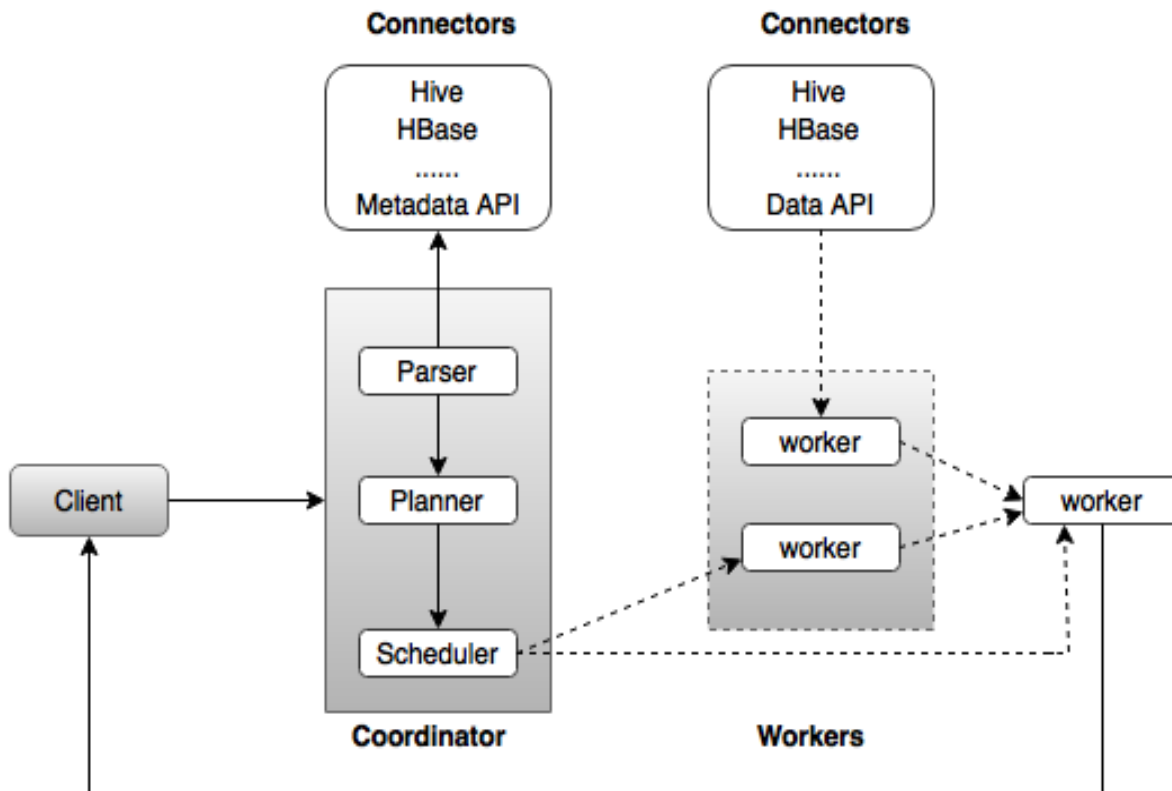 Connectors
Hive
HBase
......
Metadata API
Connectors
Hive
HBase
......
Data API
Client
Parser
Planner
Scheduler
Coordinator
worker
worker
worker
Workers